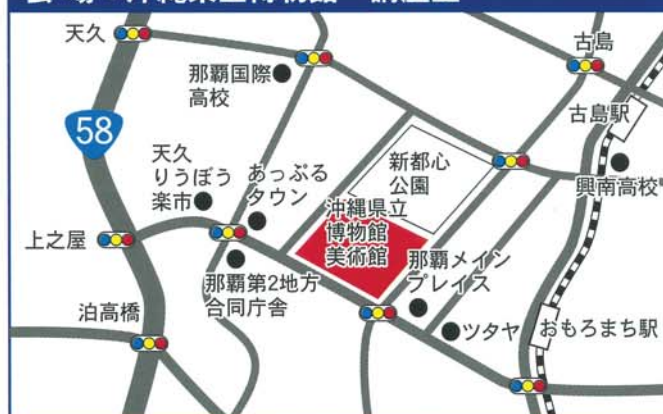 天久
古島
那覇国際
高校
古島駅
58
天久
りうぼう
楽市
あっぷる
タウン
新都心
公園
興南高校
沖縄県立
博物館
美術館
上之屋
那覇メイン
プレイス
那覇第2地方
合同庁舎
泊高橋
ツタヤ
おもろまち駅